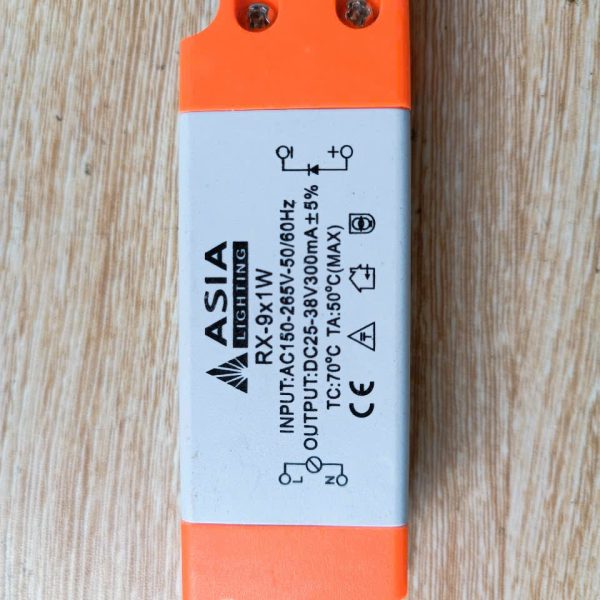 ASIA
LIGHTING
RX-9x1W
INPUT:AC150-265V-50/60Hz
OUTPUT:DC25-38V300mA±5%
TC:70°C TA:50°C(MAX)
CE
L N
- +